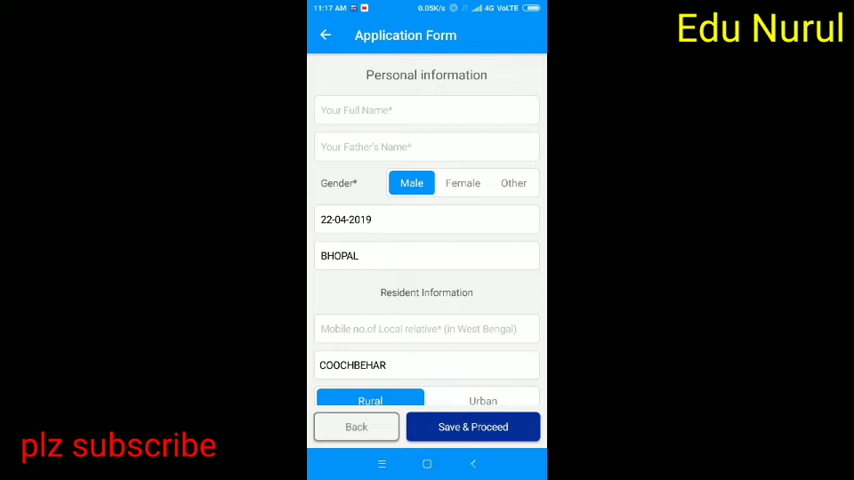 11:17 AM 0.05K/s 4G VoLTE
Edu Nurul
Application Form
Personal information
Your Full Name*
Your Father's Name*
Gender* Male Female Other
22-04-2019
BHOPAL
Resident Information
Mobile no.of Local relative* (in West Bengal)
COOCHBEHAR
Rural Urban
Back Save & Proceed
plz subscribe